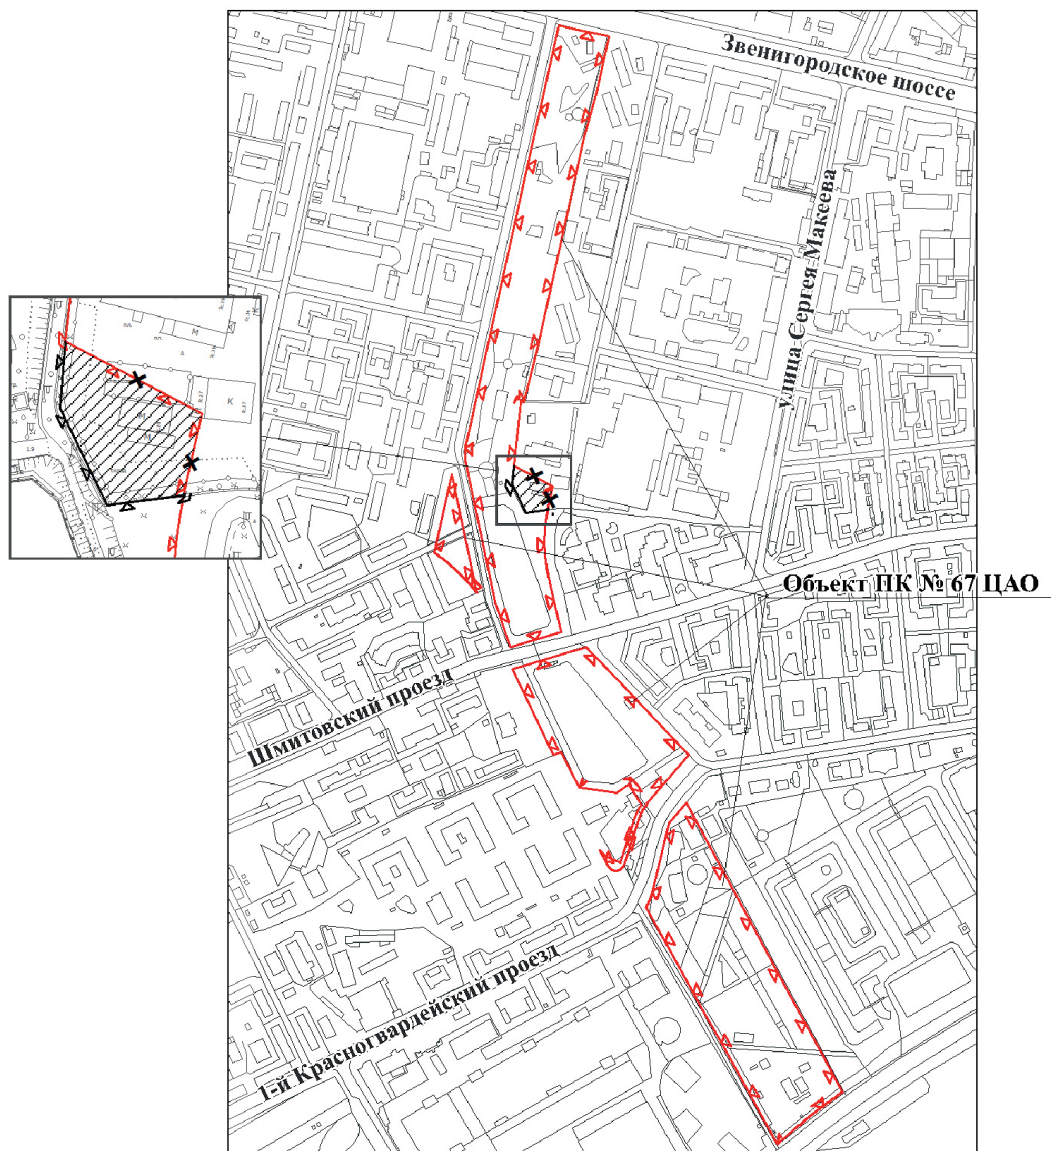 Звенигородское шоссе
улица Сергея Макеева
Объект ПК № 67 ЦАО
Шмитовский проезд
1-й Красногвардейский проезд
М
К
М
М